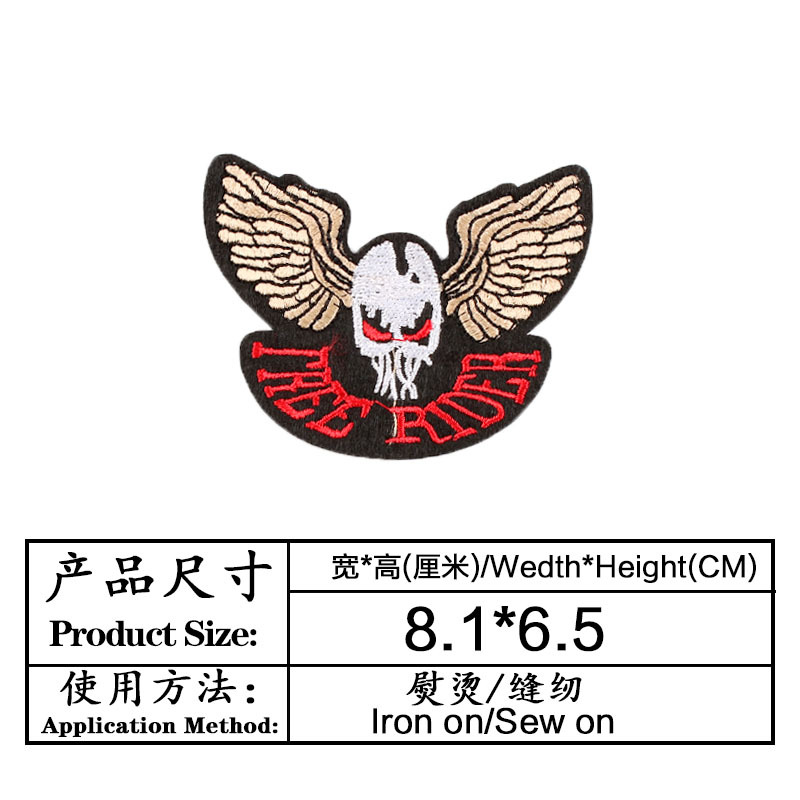 THEE RIDER
产品尺寸
Product Size:
宽*高(厘米)/Wedth*Height(CM)
8.1*6.5
使用方法:
Application Method:
熨烫/缝纫
Iron on/Sew on